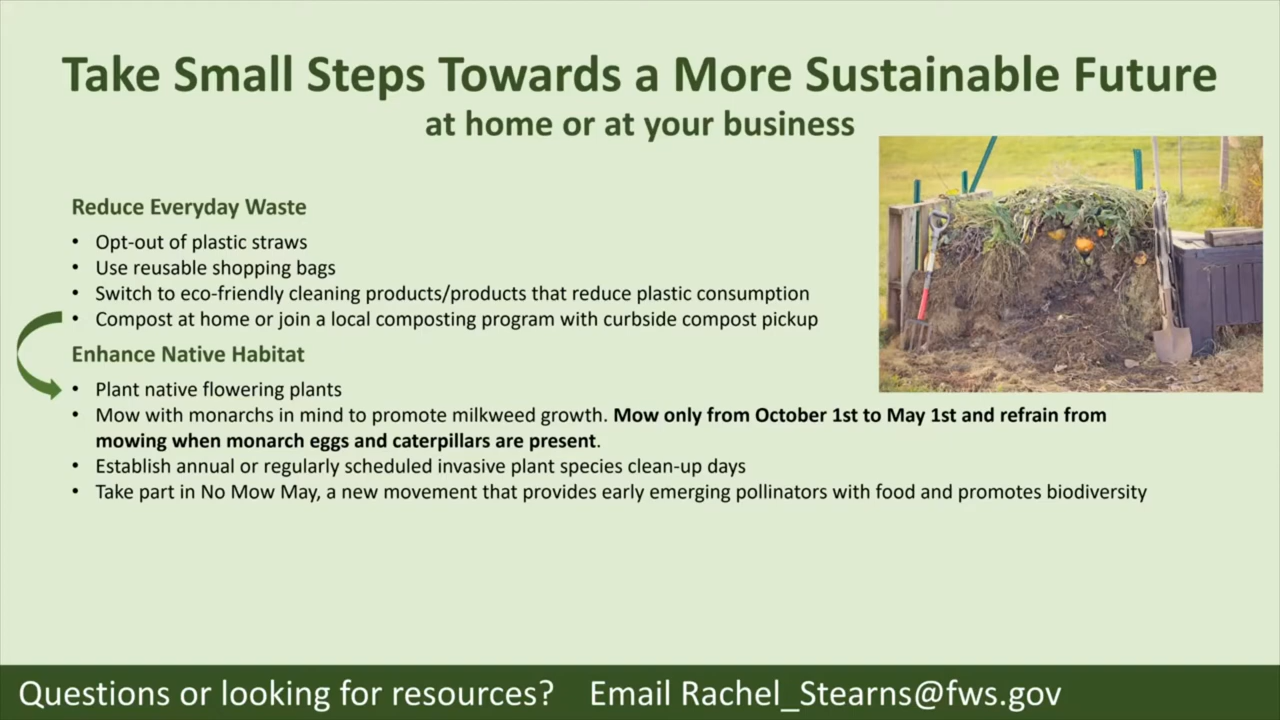 Take Small Steps Towards a More Sustainable Future
at home or at your business
Reduce Everyday Waste
• Opt-out of plastic straws
• Use reusable shopping bags
• Switch to eco-friendly cleaning products/products that reduce plastic consumption
• Compost at home or join a local composting program with curbside compost pickup
Enhance Native Habitat
• Plant native flowering plants
• Mow with monarchs in mind to promote milkweed growth. Mow only from October 1st to May 1st and refrain from
mowing when monarch eggs and caterpillars are present.
• Establish annual or regularly scheduled invasive plant species clean-up days
• Take part in No Mow May, a new movement that provides early emerging pollinators with food and promotes biodiversity
Questions or looking for resources? Email Rachel_Stearns@fws.gov